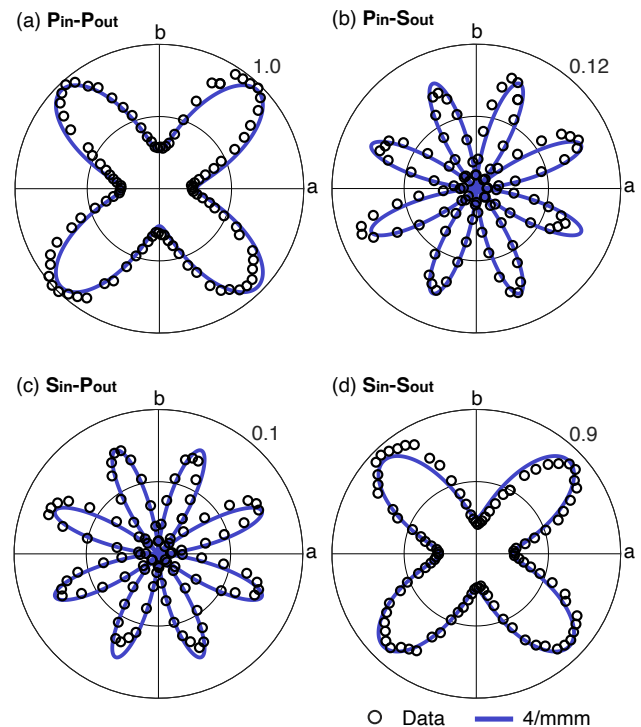 (a) Pin-Pout
b
1.0
a
(b) Pin-Sout
b
0.12
a
(c) Sin-Pout
b
0.1
a
(d) Sin-Sout
b
0.9
a
Data 4/mmm